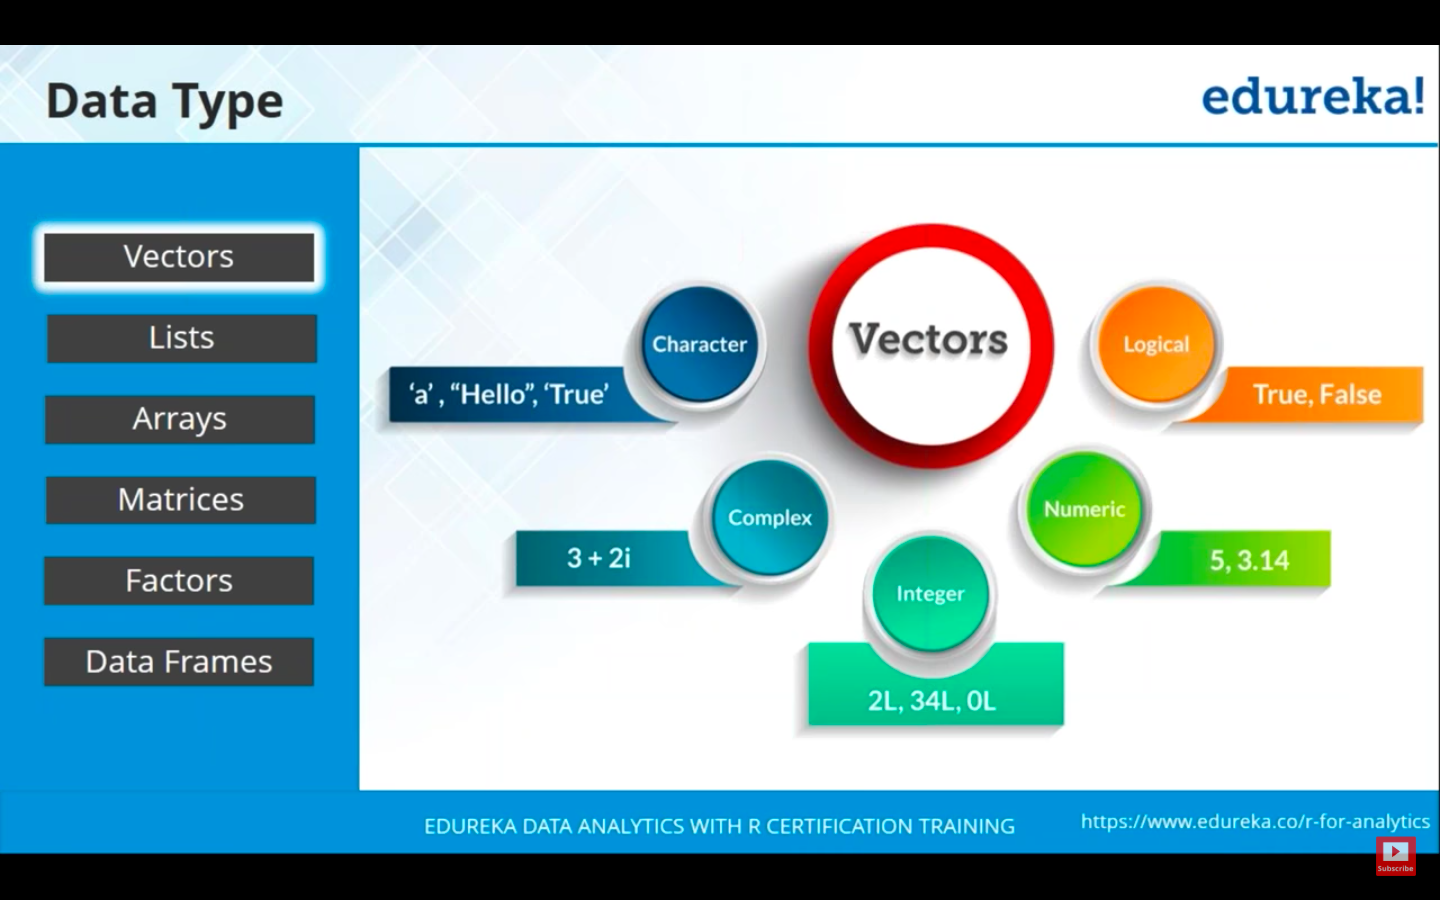 Data Type
edureka!
Vectors
Lists
Arrays
Matrices
Factors
Data Frames
Vectors
Character
‘a’ , “Hello”, ‘True’
Logical
True, False
Complex
3 + 2i
Numeric
5, 3.14
Integer
2L, 34L, 0L
EDUREKA DATA ANALYTICS WITH R CERTIFICATION TRAINING
https://www.edureka.co/r-for-analytics
Subscribe